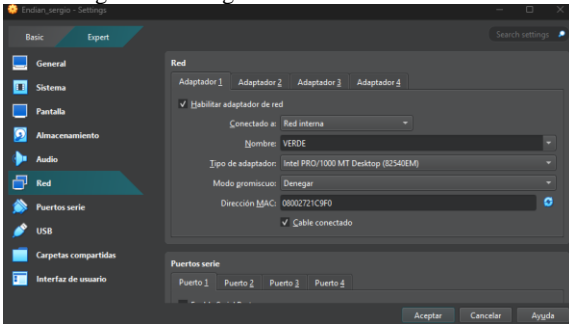 Endian_sergio - Settings
Basic Expert Search settings
General
Sistema
Pantalla
Almacenamiento
Audio
Red
Puertos serie
USB
Carpetas compartidas
Interfaz de usuario
Red
Adaptador 1 Adaptador 2 Adaptador 3 Adaptador 4
Habilitar adaptador de red
Conectado a: Red interna
Nombre: VERDE
Tipo de adaptador: Intel PRO/1000 MT Desktop (82540EM)
Modo promiscuo: Denegar
Dirección MAC: 08002721C9F0
Cable conectado
Puertos serie
Puerto 1 Puerto 2 Puerto 3 Puerto 4
Aceptar Cancelar Ayuda